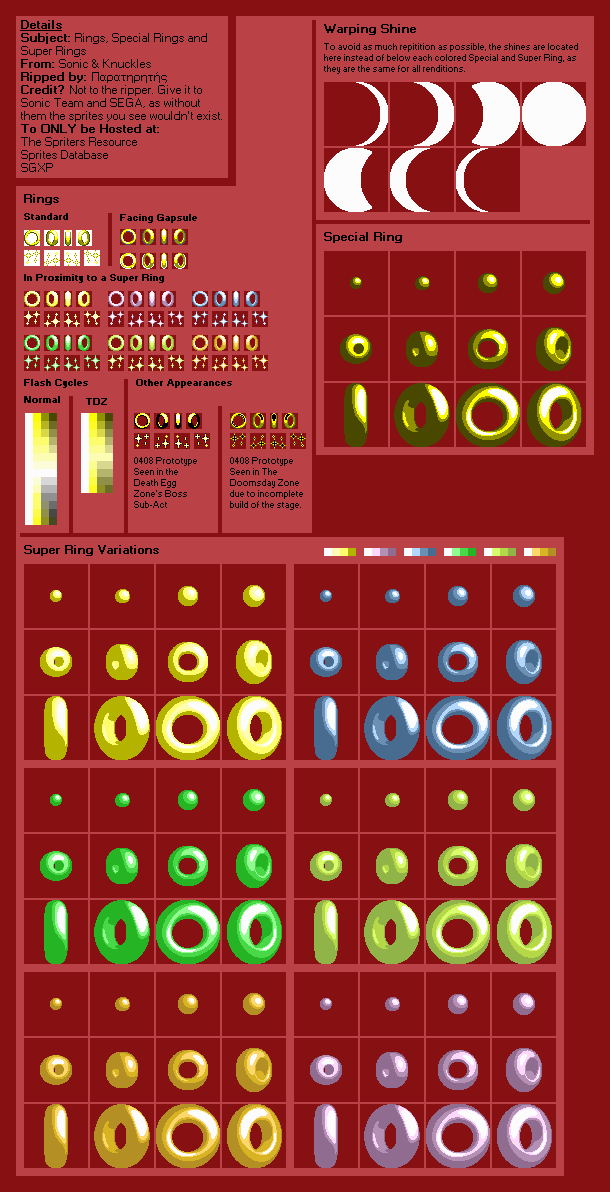 Details
Subject: Rings, Special Rings and
Super Rings
From: Sonic & Knuckles
Ripped by: Παρατηρητής
Credit? Not to the ripper. Give it to
Sonic Team and SEGA, as without
them the sprites you see wouldn't exist.
To ONLY be Hosted at:
The Spriters Resource
Sprites Database
SGXP
Warping Shine
To avoid as much repitition as possible, the shines are located
here instead of below each colored Special and Super Ring, as
they are the same for all renditions.
Rings
Standard
Facing Gapsule
In Proximity to a Super Ring
Flash Cycles
Normal
TDZ
Other Appearances
0408 Prototype
Seen in the
Death Egg
Zone's Boss
Sub-Act
0408 Prototype
Seen in The
Doomsday Zone
due to incomplete
build of the stage.
Special Ring
Super Ring Variations